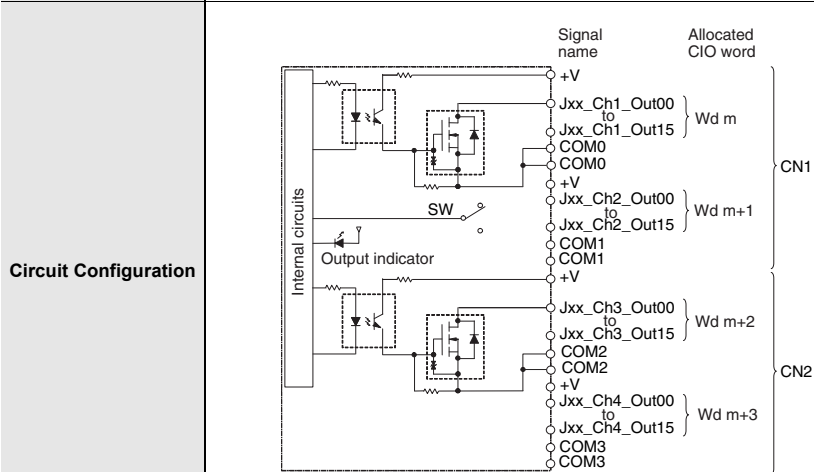 Circuit Configuration
Signal
name
Allocated
CIO word
Internal circuits
SW
Output indicator
+V
Jxx_Ch1_Out00
to
Jxx_Ch1_Out15
Wd m
COM0
COM0
+V
Jxx_Ch2_Out00
to
Jxx_Ch2_Out15
Wd m+1
COM1
COM1
CN1
+V
Jxx_Ch3_Out00
to
Jxx_Ch3_Out15
Wd m+2
COM2
COM2
+V
Jxx_Ch4_Out00
to
Jxx_Ch4_Out15
Wd m+3
COM3
COM3
CN2